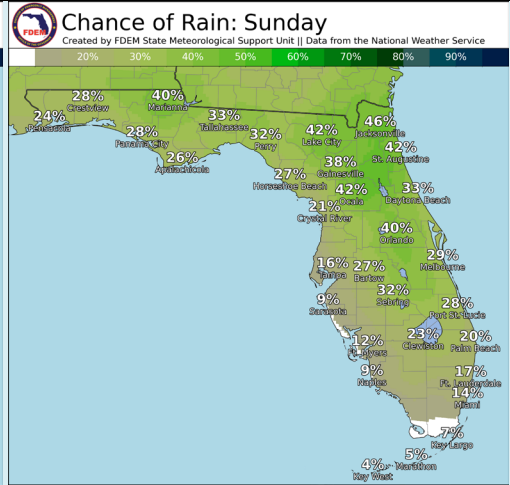 FDEM
Chance of Rain: Sunday
Created by FDEM State Meteorological Support Unit || Data from the National Weather Service
20% 30% 40% 50% 60% 70% 80% 90%
28%
Crestview
40%
Marianna
24%
Pensacola
33%
Tallahassee
28%
Panama City
32%
Perry
42%
Lake City
46%
Jacksonville
26%
Apalachicola
42%
St. Augustine
38%
Gainesville
27%
Horseshoe Beach
42%
Ocala
33%
Daytona Beach
21%
Crystal River
40%
Orlando
29%
Melbourne
16%
Tampa
27%
Bartow
32%
Sebring
9%
Sarasota
28%
Port St. Lucie
23%
Clewiston
20%
Palm Beach
12%
Ft. Myers
9%
Naples
17%
Ft. Lauderdale
14%
Miami
7%
Key Largo
5%
Marathon
4%
Key West